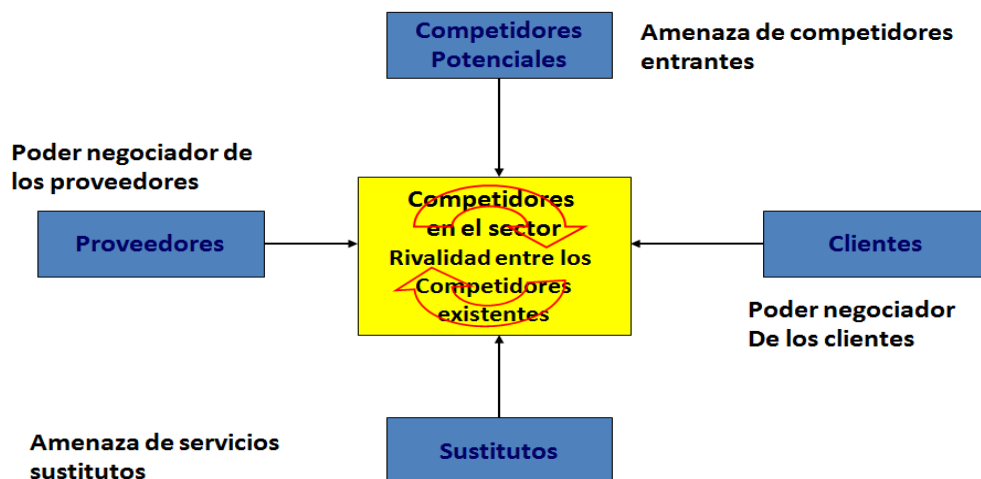 Competidores
Potenciales
Amenaza de competidores
entrantes
Poder negociador de
los proveedores
Proveedores
Competidores
en el sector
Rivalidad entre los
Competidores
existentes
Clientes
Poder negociador
De los clientes
Amenaza de servicios
sustitutos
Sustitutos